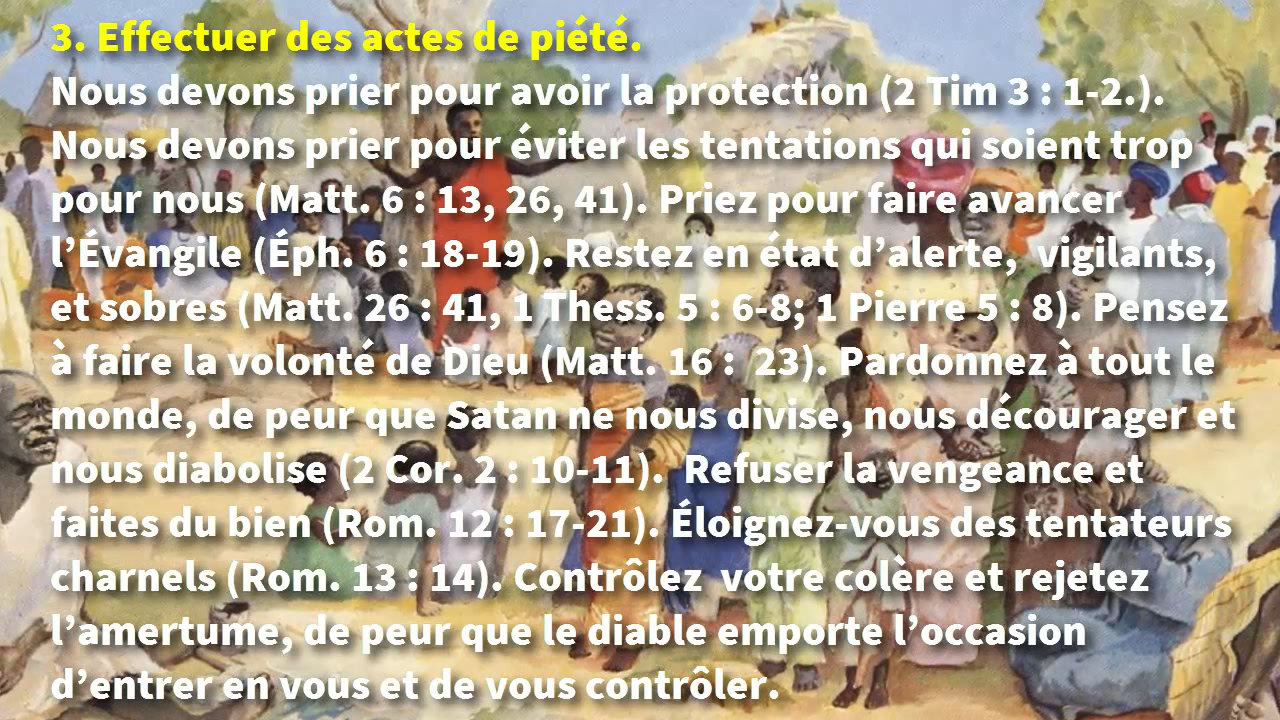 3. Effectuer des actes de piété.
Nous devons prier pour avoir la protection (2 Tim 3 : 1-2.).
Nous devons prier pour éviter les tentations qui soient trop
pour nous (Matt. 6 : 13, 26, 41). Priez pour faire avancer
l’Évangile (Éph. 6 : 18-19). Restez en état d’alerte,  vigilants,
et sobres (Matt. 26 : 41, 1 Thess. 5 : 6-8; 1 Pierre 5 : 8). Pensez
à faire la volonté de Dieu (Matt. 16 :  23). Pardonnez à tout le
monde, de peur que Satan ne nous divise, nous décourager et
nous diabolise (2 Cor. 2 : 10-11).  Refuser la vengeance et
faites du bien (Rom. 12 : 17-21). Éloignez-vous des tentateurs
charnels (Rom. 13 : 14). Contrôlez  votre colère et rejetez
l’amertume, de peur que le diable emporte l’occasion
d’entrer en vous et de vous contrôler.